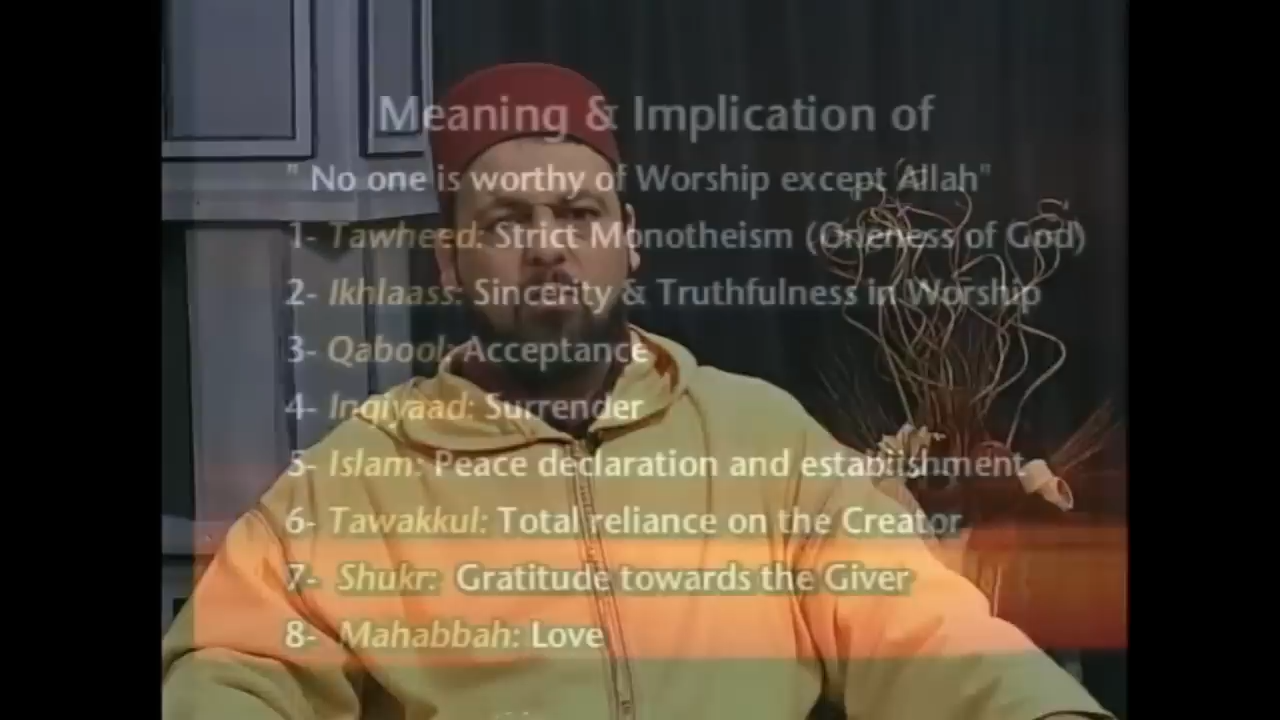 Meaning & Implication of
" No one is worthy of Worship except Allah"
1- Tawheed: Strict Monotheism (Oneness of God)
2- Ikhlaass: Sincerity & Truthfulness in Worship
3- Qabool: Acceptance
4- Inqiyaad: Surrender
5- Islam: Peace declaration and establishment
6- Tawakkul: Total reliance on the Creator
7- Shukr: Gratitude towards the Giver
8- Mahabbah: Love